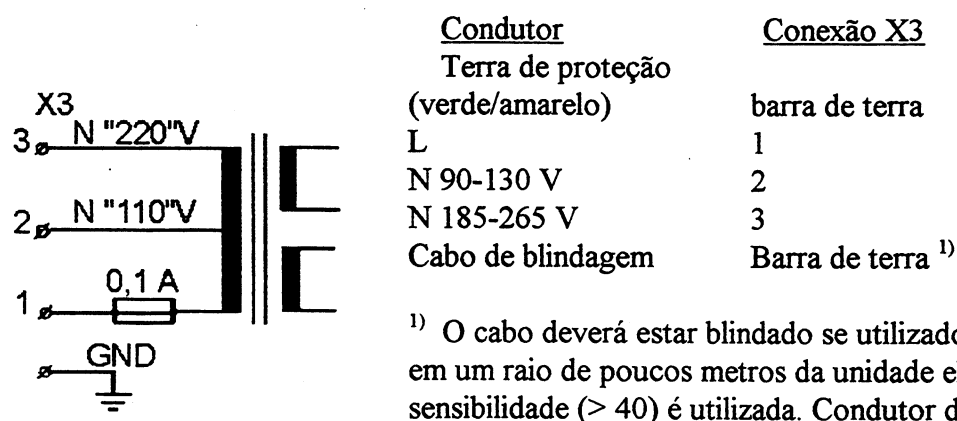 X3
3 N "220"V
2 N "110"V
0,1 A
1
GND
Condutor Conexão X3
Terra de proteção
(verde/amarelo) barra de terra
L 1
N 90-130 V 2
N 185-265 V 3
Cabo de blindagem Barra de terra 1)
1) O cabo deverá estar blindado se utilizado
em um raio de poucos metros da unidade
sensibilidade (> 40) é utilizada. Condutor